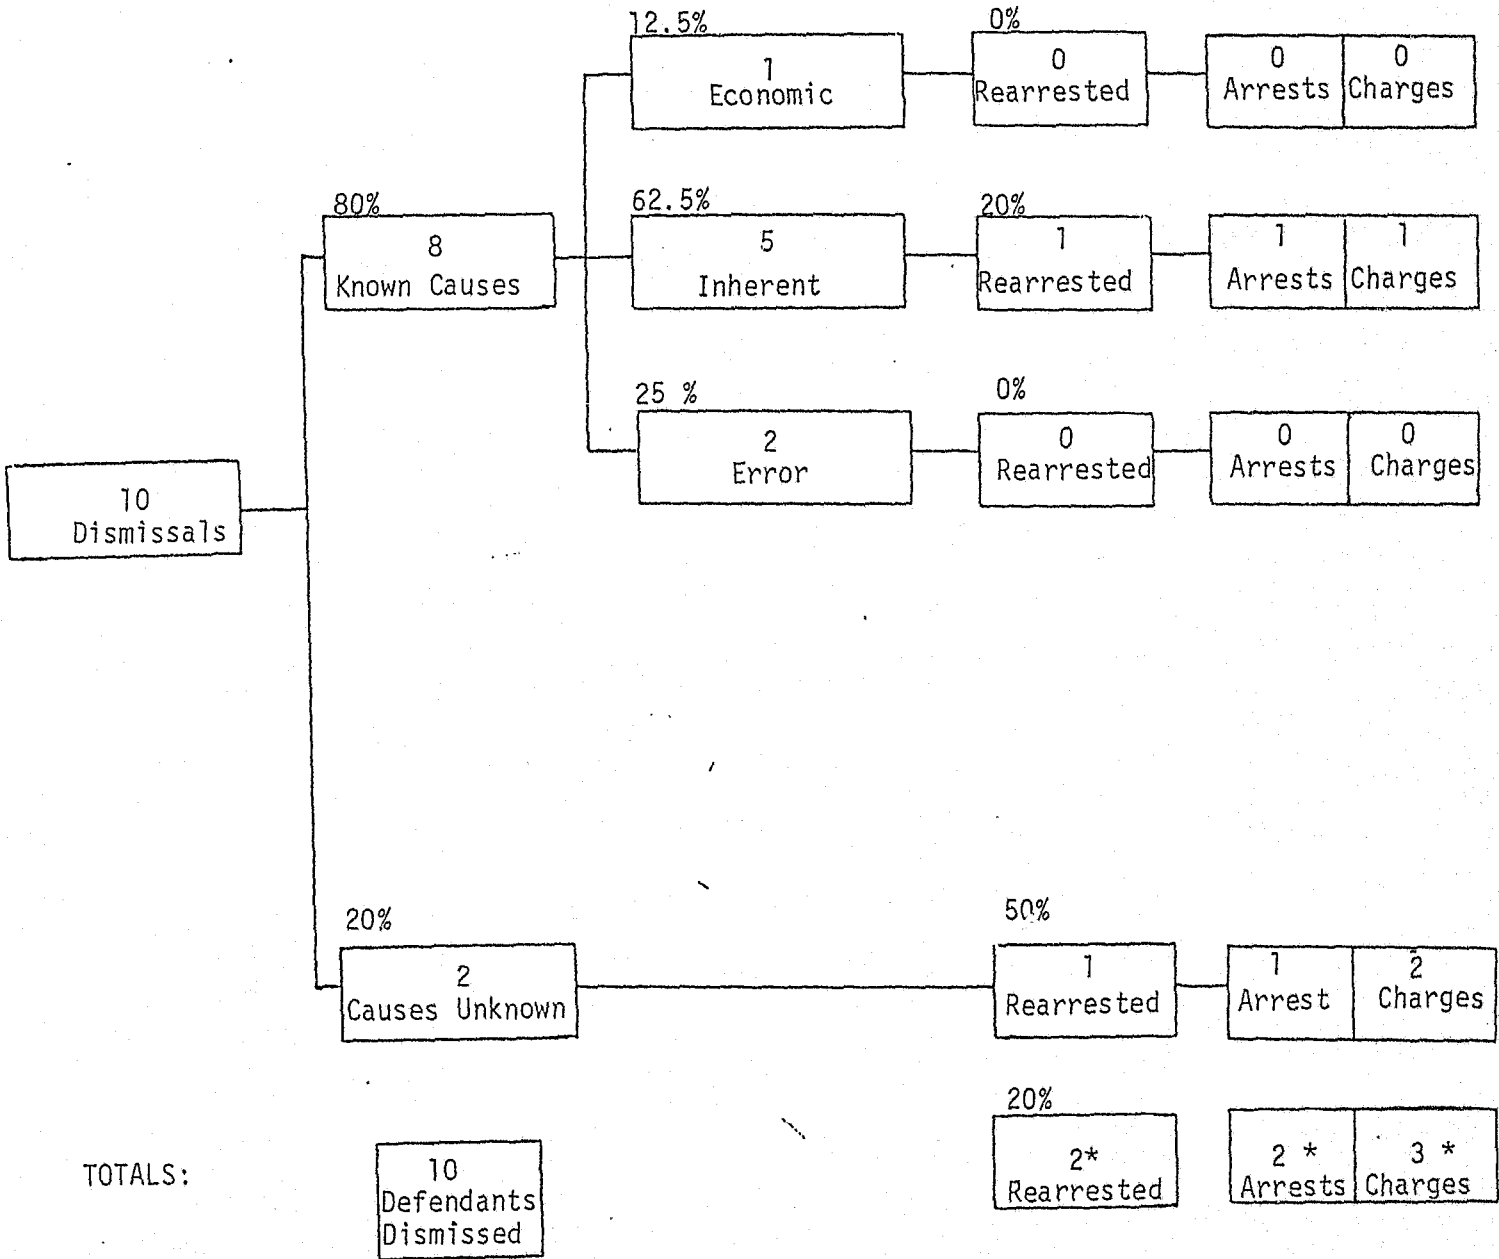 12.5%
1
Economic
0%
0
Rearrested
0
Arrests
0
Charges
80%
8
Known Causes
62.5%
5
Inherent
20%
1
Rearrested
1
Arrests
1
Charges
25 %
2
Error
0%
0
Rearrested
0
Arrests
0
Charges
10
Dismissals
20%
2
Causes Unknown
50%
1
Rearrested
1
Arrest
2
Charges
TOTALS:
10
Defendants
Dismissed
20%
2*
Rearrested
2 *
Arrests
3 *
Charges